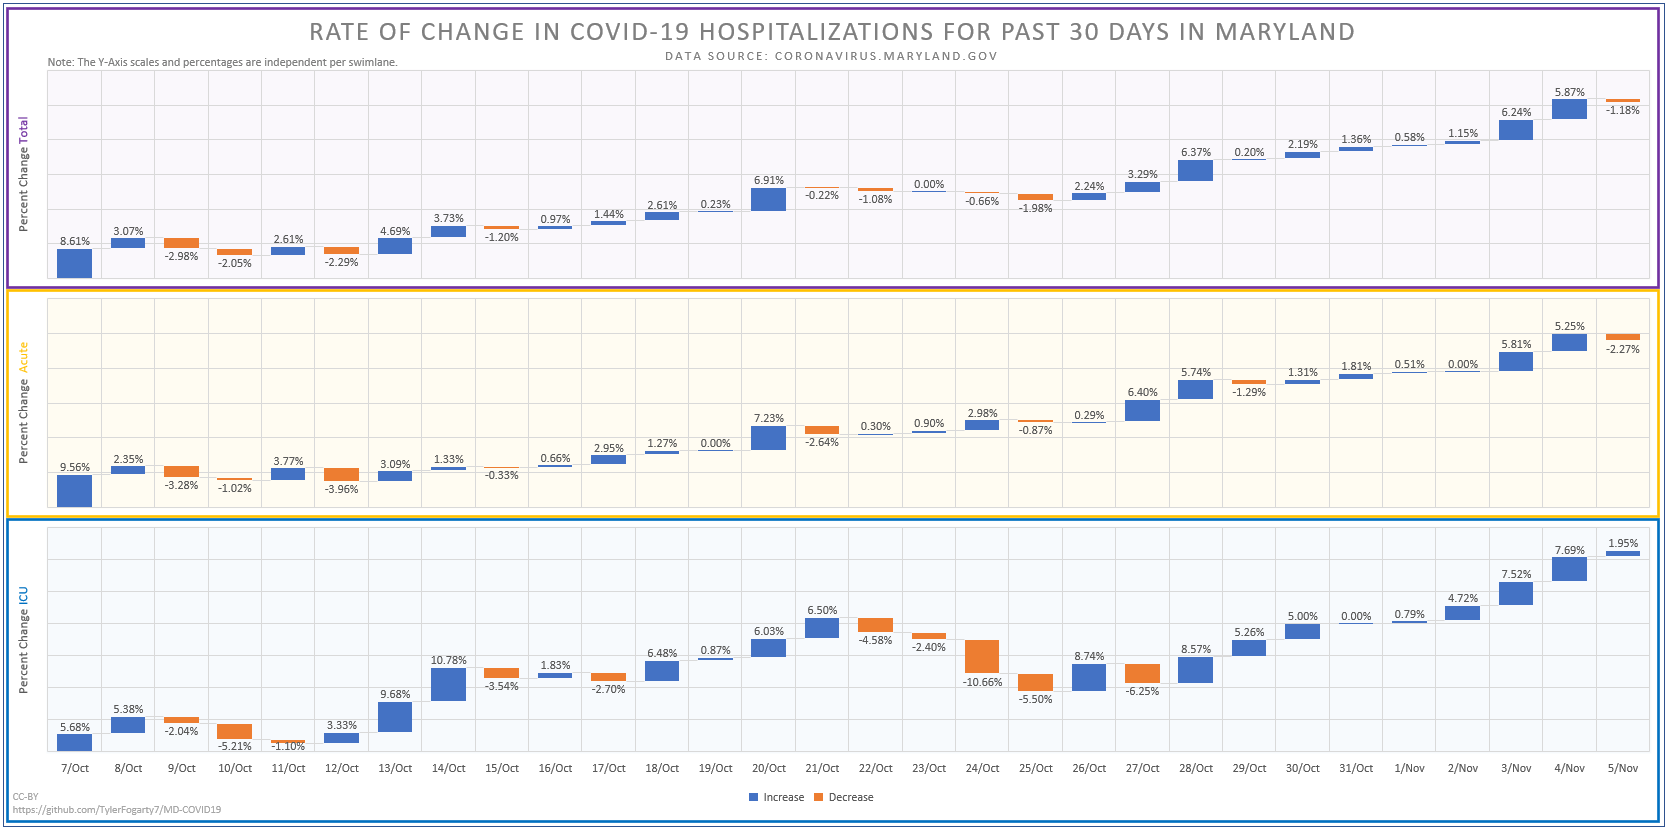 RATE OF CHANGE IN COVID-19 HOSPITALIZATIONS FOR PAST 30 DAYS IN MARYLAND
DATA SOURCE: CORONAVIRUS.MARYLAND.GOV
Note: The Y-Axis scales and percentages are independent per swimlane.
Percent Change Total
8.61% 3.07% -2.98% -2.05% 2.61% -2.29% 4.69% 3.73% -1.20% 0.97% 1.44% 2.61% 0.23% 6.91% -0.22% -1.08% 0.00% -0.66% -1.98% 2.24% 3.29% 6.37% 0.20% 2.19% 1.36% 0.58% 1.15% 6.24% 5.87% -1.18%
Percent Change Acute
9.56% 2.35% -3.28% -1.02% 3.77% -3.96% 3.09% 1.33% -0.33% 0.66% 2.95% 1.27% 0.00% 7.23% -2.64% 0.30% 0.90% 2.98% -0.87% 0.29% 6.40% 5.74% -1.29% 1.31% 1.81% 0.51% 0.00% 5.81% 5.25% -2.27%
Percent Change ICU
5.68% 5.38% -2.04% -5.21% -1.10% 3.33% 9.68% 10.78% -3.54% 1.83% -2.70% 6.48% 0.87% 6.03% 6.50% -4.58% -2.40% -10.66% -5.50% 8.74% -6.25% 8.57% 5.26% 5.00% 0.00% 0.79% 4.72% 7.52% 7.69% 1.95%
7/Oct 8/Oct 9/Oct 10/Oct 11/Oct 12/Oct 13/Oct 14/Oct 15/Oct 16/Oct 17/Oct 18/Oct 19/Oct 20/Oct 21/Oct 22/Oct 23/Oct 24/Oct 25/Oct 26/Oct 27/Oct 28/Oct 29/Oct 30/Oct 31/Oct 1/Nov 2/Nov 3/Nov 4/Nov 5/Nov
Increase Decrease
CC-BY
https://github.com/TylerFogarty7/MD-COVID19